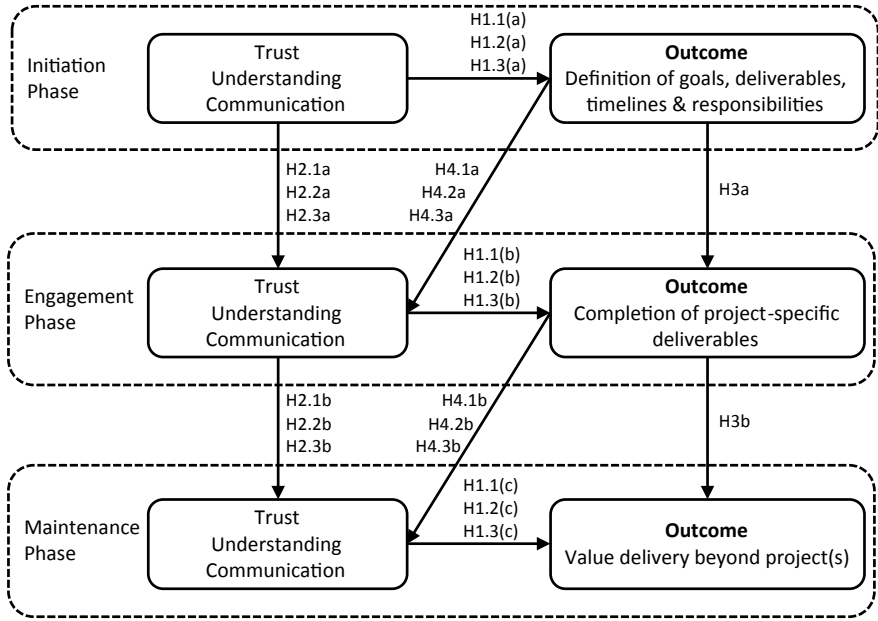 Initiation
Phase
Trust
Understanding
Communication
H1.1(a)
H1.2(a)
H1.3(a)
Outcome
Definition of goals, deliverables,
timelines & responsibilities
H2.1a
H2.2a
H2.3a
H4.1a
H4.2a
H4.3a
H3a
Engagement
Phase
Trust
Understanding
Communication
H1.1(b)
H1.2(b)
H1.3(b)
Outcome
Completion of project-specific
deliverables
H2.1b
H2.2b
H2.3b
H4.1b
H4.2b
H4.3b
H3b
Maintenance
Phase
Trust
Understanding
Communication
H1.1(c)
H1.2(c)
H1.3(c)
Outcome
Value delivery beyond project(s)